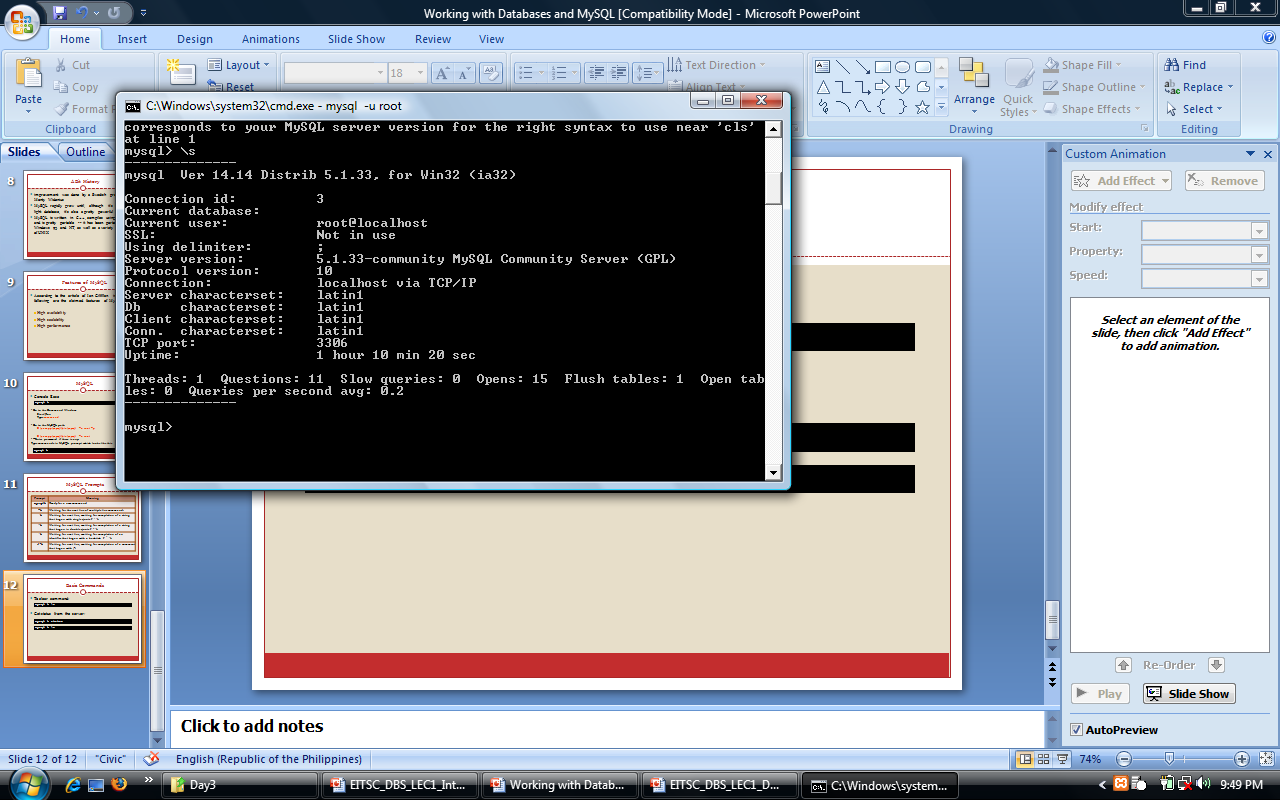 Working with Databases and MySQL [Compatibility Mode] - Microsoft PowerPoint
Home Insert Design Animations Slide Show Review View
Cut
Copy
Format
Paste
Clipboard
Layout
Reset
18
Text Direction
Align Text
Arrange
Quick Styles
Shape Fill
Shape Outline
Shape Effects
Drawing
Find
Replace
Select
Editing
Slides Outline
C:\Windows\system32\cmd.exe - mysql -u root
corresponds to your MySQL server version for the right syntax to use near 'cls'
at line 1
mysql> \s
--------------
mysql  Ver 14.14 Distrib 5.1.33, for Win32 (ia32)
Connection id: 3
Current database:
Current user: root@localhost
SSL: Not in use
Using delimiter: ;
Server version: 5.1.33-community MySQL Community Server (GPL)
Protocol version: 10
Connection: localhost via TCP/IP
Server characterset: latin1
Db characterset: latin1
Client characterset: latin1
Conn. characterset: latin1
TCP port: 3306
Uptime: 1 hour 10 min 20 sec
Threads: 1  Questions: 11  Slow queries: 0  Opens: 15  Flush tables: 1  Open tab
les: 0  Queries per second avg: 0.2
--------------
mysql>
8
9
Features of MySQL
High availability
High scalability
High performance
10
MySQL
11
MySQL Prompts
12
Basic Commands
Custom Animation
Add Effect
Remove
Modify effect
Start:
Property:
Speed:
Select an element of the
slide, then click "Add Effect"
to add animation.
Re-Order
Play
Slide Show
AutoPreview
Click to add notes
Slide 12 of 12 "Civic" English (Republic of the Philippines) 74%
Day3 EITSC_DBS_LEC1_Int... Working with Datab... EITSC_DBS_LEC1_D... C:\Windows\system... 9:49 PM